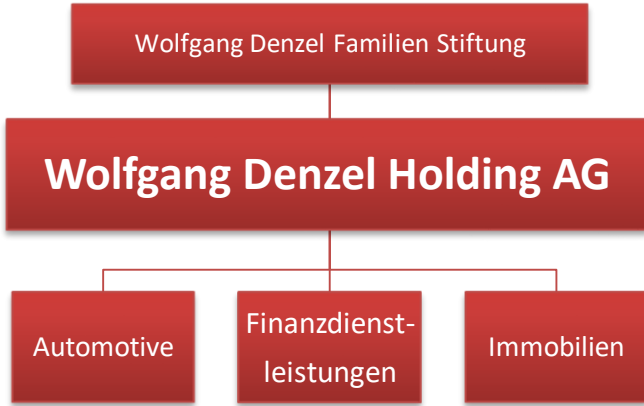 Wolfgang Denzel Familien Stiftung
Wolfgang Denzel Holding AG
Automotive
Finanzdienst-
leistungen
Immobilien